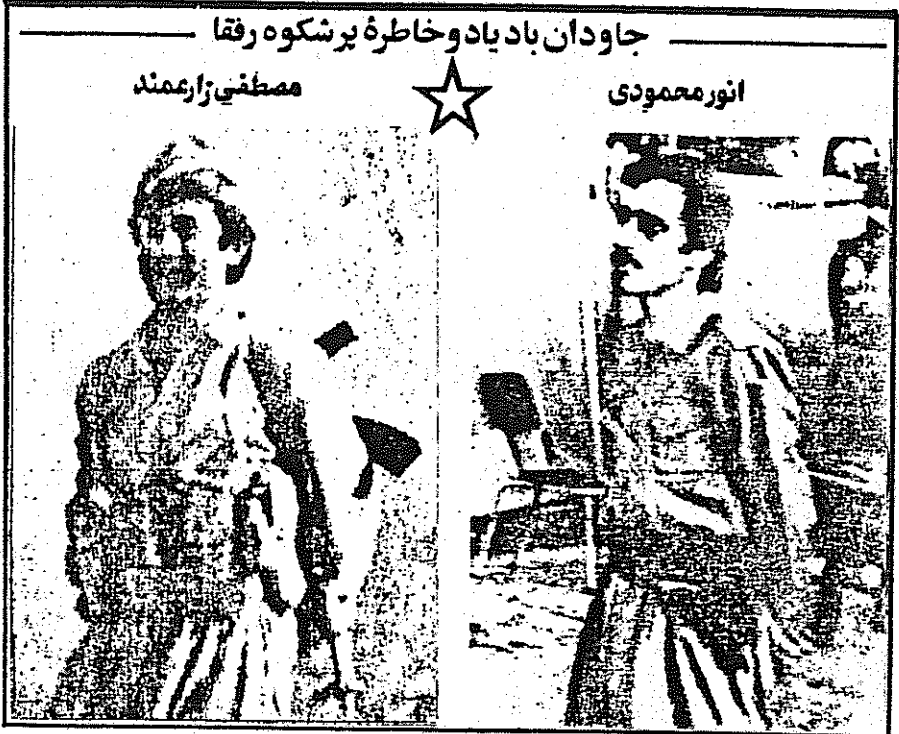 جاودان باد یاد و خاطرهٔ پرشکوه رفقا
انور محمودی
مصطفی زارعمند